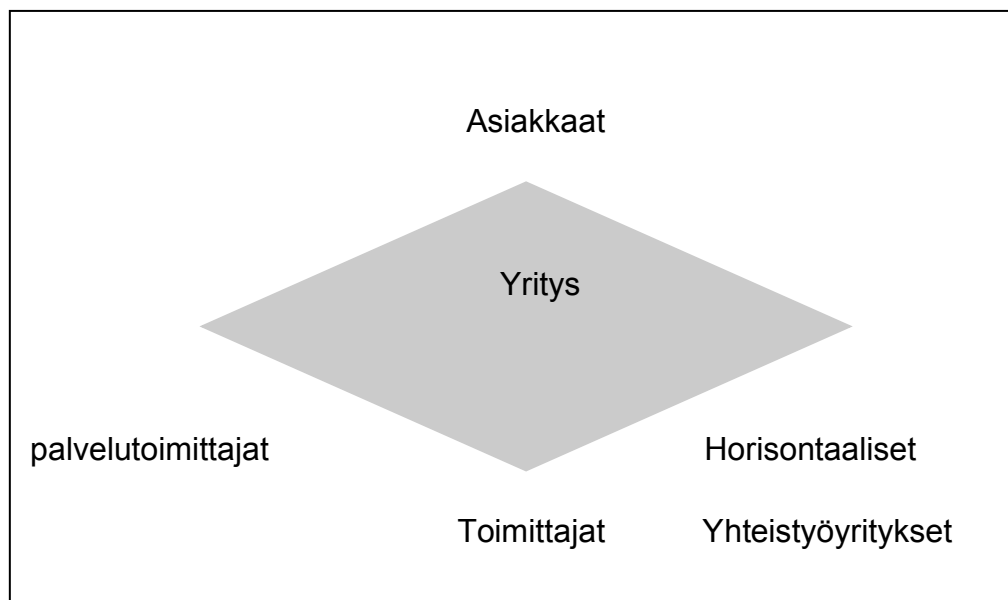 Asiakkaat
Yritys
palvelutoimittajat
Horisontaaliset
Toimittajat
Yhteistyöyritykset